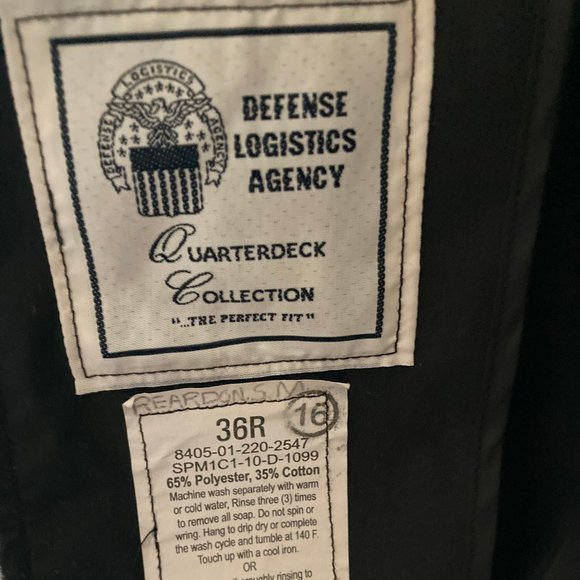 LOGISTICS
DEFENSE
AGENCY
DEFENSE
LOGISTICS
AGENCY
QUARTERDECK
COLLECTION
"...THE PERFECT FIT"
REARDON.S.M
36R
16
8405-01-220-2547
SPM1C1-10-D-1099
65% Polyester, 35% Cotton
Machine wash separately with warm
or cold water, Rinse three (3) times
to remove all soap. Do not spin or
wring. Hang to drip dry or complete
the wash cycle and tumble at 140 F.
Touch up with a cool iron.
OR
rinsing to